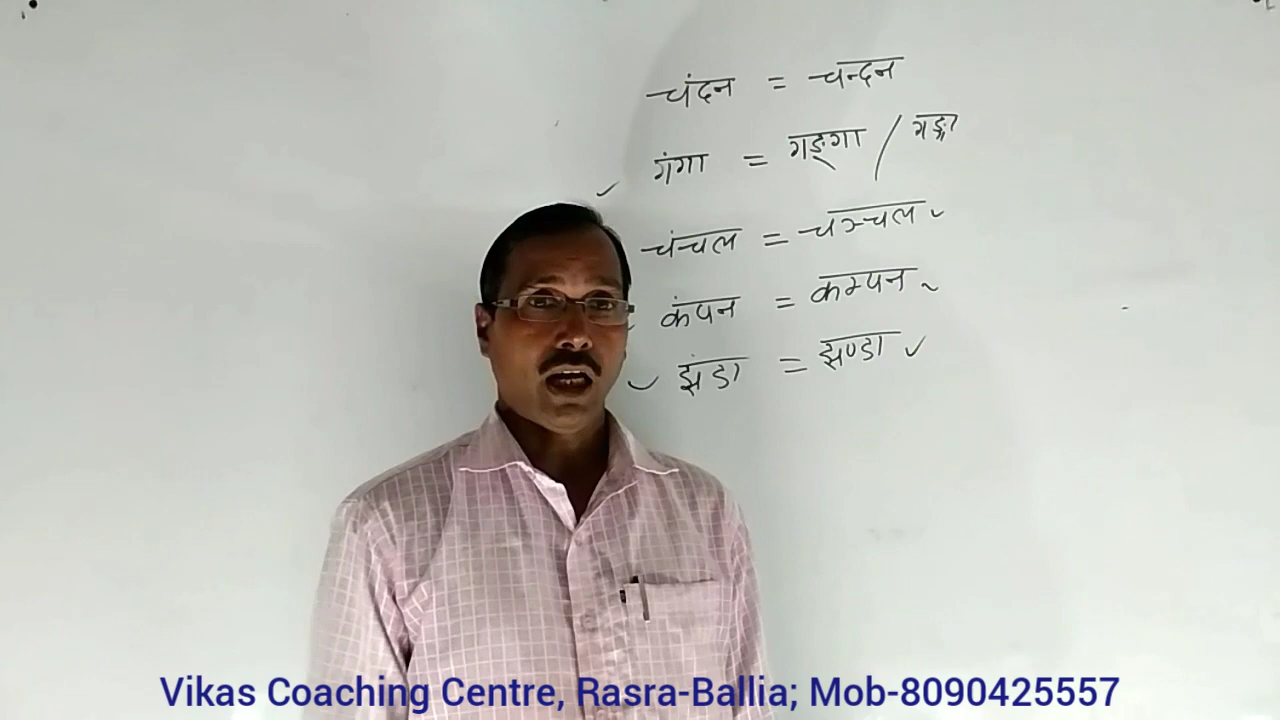 चंदन = चन्दन
गंगा = गङ्गा / गङ्गा
चंचल = चञ्चल
कंपन = कम्पन
झंडा = झण्डा
Vikas Coaching Centre, Rasra-Ballia; Mob-8090425557